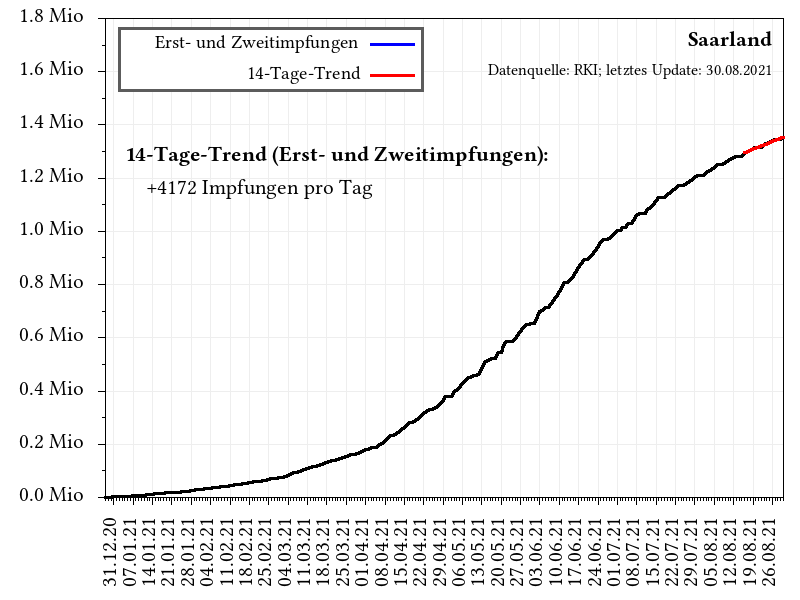 1.8 Mio
1.6 Mio
1.4 Mio
1.2 Mio
1.0 Mio
0.8 Mio
0.6 Mio
0.4 Mio
0.2 Mio
0.0 Mio
Erst- und Zweitimpfungen
14-Tage-Trend
Saarland
Datenquelle: RKI; letztes Update: 30.08.2021
14-Tage-Trend (Erst- und Zweitimpfungen):
+4172 Impfungen pro Tag
31.12.20
07.01.21
14.01.21
21.01.21
28.01.21
04.02.21
11.02.21
18.02.21
25.02.21
04.03.21
11.03.21
18.03.21
25.03.21
01.04.21
08.04.21
15.04.21
22.04.21
29.04.21
06.05.21
13.05.21
20.05.21
27.05.21
03.06.21
10.06.21
17.06.21
24.06.21
01.07.21
08.07.21
15.07.21
22.07.21
29.07.21
05.08.21
12.08.21
19.08.21
26.08.21